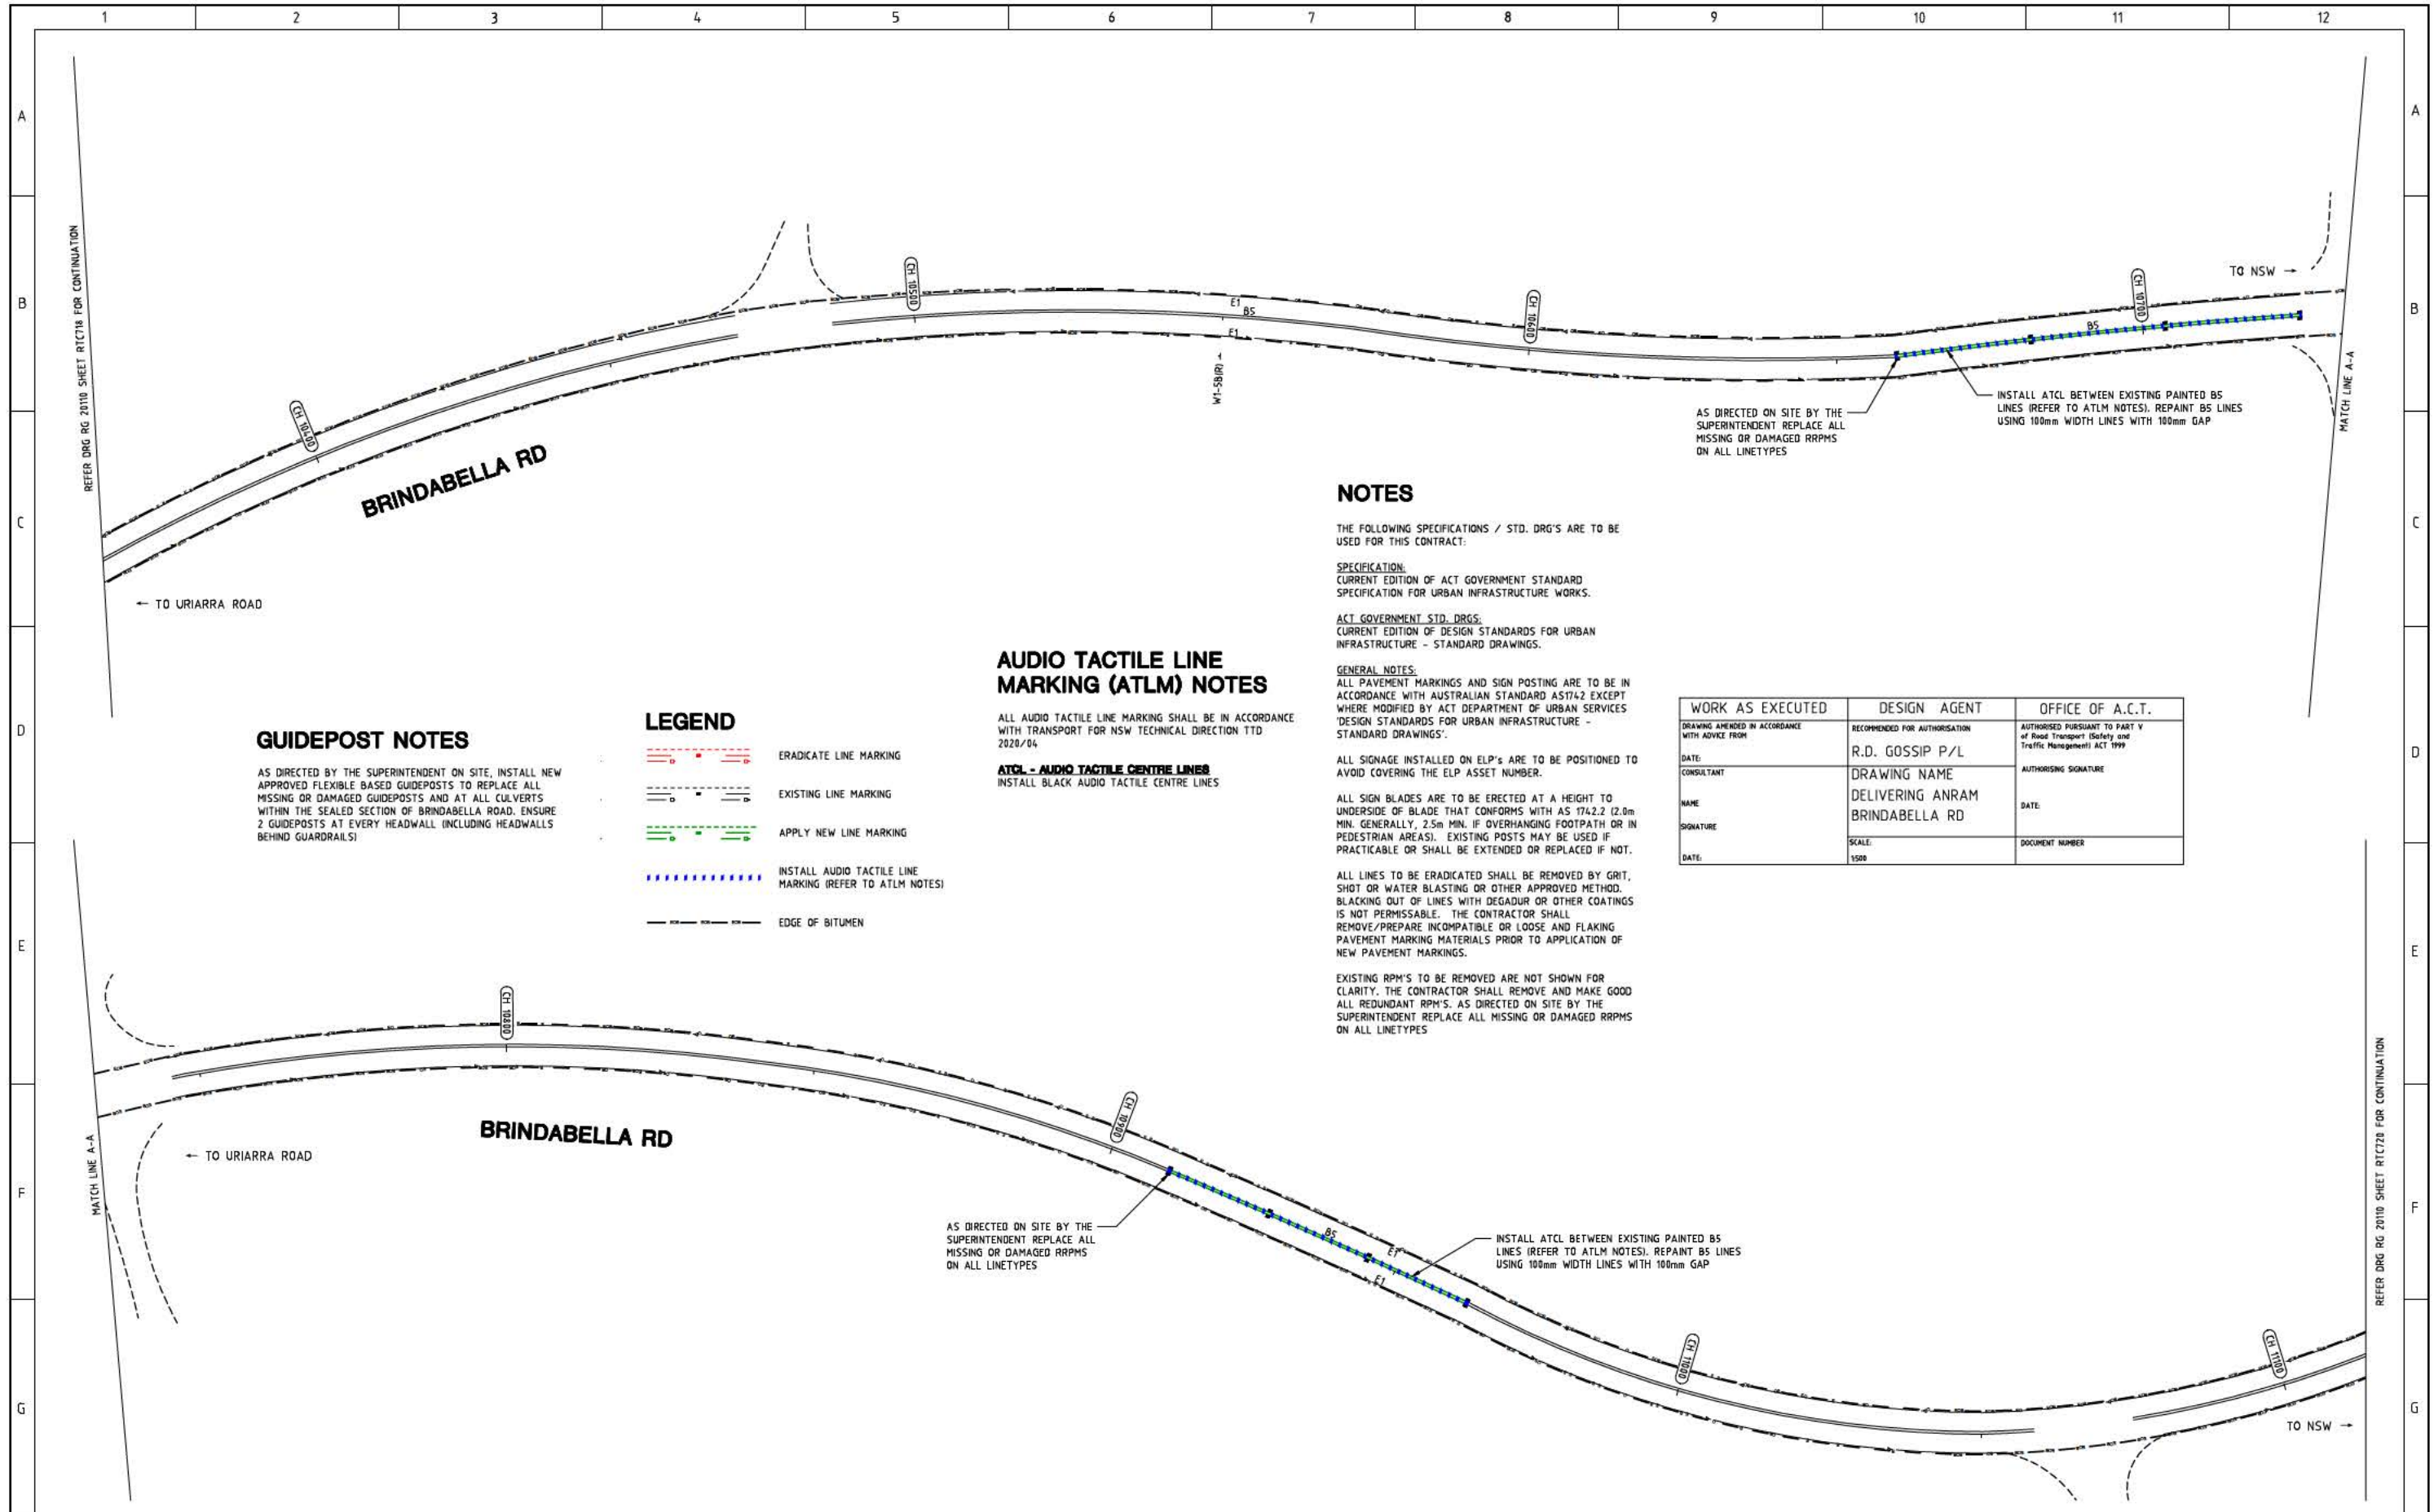 1 2 3 4 5 6 7 8 9 10 11 12
A A
B B
C C
D D
E E
F F
G G
REFER DRG RG 20110 SHEET RTC718 FOR CONTINUATION
CH 10400
CH 10500
CH 10600
CH 10700
E1
B5
E1
W1-5B(R)
B5
TO NSW →
MATCH LINE A-A
BRINDABELLA RD
← TO URIARRA ROAD
AS DIRECTED ON SITE BY THE
SUPERINTENDENT REPLACE ALL
MISSING OR DAMAGED RRPMS
ON ALL LINETYPES
INSTALL ATCL BETWEEN EXISTING PAINTED B5
LINES (REFER TO ATLM NOTES). REPAINT B5 LINES
USING 100mm WIDTH LINES WITH 100mm GAP
GUIDEPOST NOTES
AS DIRECTED BY THE SUPERINTENDENT ON SITE, INSTALL NEW
APPROVED FLEXIBLE BASED GUIDEPOSTS TO REPLACE ALL
MISSING OR DAMAGED GUIDEPOSTS AND AT ALL CULVERTS
WITHIN THE SEALED SECTION OF BRINDABELLA ROAD. ENSURE
2 GUIDEPOSTS AT EVERY HEADWALL (INCLUDING HEADWALLS
BEHIND GUARDRAILS)
LEGEND
ERADICATE LINE MARKING
EXISTING LINE MARKING
APPLY NEW LINE MARKING
INSTALL AUDIO TACTILE LINE
MARKING (REFER TO ATLM NOTES)
EDGE OF BITUMEN
AUDIO TACTILE LINE
MARKING (ATLM) NOTES
ALL AUDIO TACTILE LINE MARKING SHALL BE IN ACCORDANCE
WITH TRANSPORT FOR NSW TECHNICAL DIRECTION TTD
2020/04
ATCL - AUDIO TACTILE CENTRE LINES
INSTALL BLACK AUDIO TACTILE CENTRE LINES
NOTES
THE FOLLOWING SPECIFICATIONS / STD. DRG'S ARE TO BE
USED FOR THIS CONTRACT:
SPECIFICATION:
CURRENT EDITION OF ACT GOVERNMENT STANDARD
SPECIFICATION FOR URBAN INFRASTRUCTURE WORKS.
ACT GOVERNMENT STD. DRGS:
CURRENT EDITION OF DESIGN STANDARDS FOR URBAN
INFRASTRUCTURE - STANDARD DRAWINGS.
GENERAL NOTES:
ALL PAVEMENT MARKINGS AND SIGN POSTING ARE TO BE IN
ACCORDANCE WITH AUSTRALIAN STANDARD AS1742 EXCEPT
WHERE MODIFIED BY ACT DEPARTMENT OF URBAN SERVICES
'DESIGN STANDARDS FOR URBAN INFRASTRUCTURE -
STANDARD DRAWINGS'.
ALL SIGNAGE INSTALLED ON ELP's ARE TO BE POSITIONED TO
AVOID COVERING THE ELP ASSET NUMBER.
ALL SIGN BLADES ARE TO BE ERECTED AT A HEIGHT TO
UNDERSIDE OF BLADE THAT CONFORMS WITH AS 1742.2 (2.0m
MIN. GENERALLY, 2.5m MIN. IF OVERHANGING FOOTPATH OR IN
PEDESTRIAN AREAS). EXISTING POSTS MAY BE USED IF
PRACTICABLE OR SHALL BE EXTENDED OR REPLACED IF NOT.
ALL LINES TO BE ERADICATED SHALL BE REMOVED BY GRIT,
SHOT OR WATER BLASTING OR OTHER APPROVED METHOD.
BLACKING OUT OF LINES WITH DEGADUR OR OTHER COATINGS
IS NOT PERMISSABLE. THE CONTRACTOR SHALL
REMOVE/PREPARE INCOMPATIBLE OR LOOSE AND FLAKING
PAVEMENT MARKING MATERIALS PRIOR TO APPLICATION OF
NEW PAVEMENT MARKINGS.
EXISTING RPM'S TO BE REMOVED ARE NOT SHOWN FOR
CLARITY. THE CONTRACTOR SHALL REMOVE AND MAKE GOOD
ALL REDUNDANT RPM'S. AS DIRECTED ON SITE BY THE
SUPERINTENDENT REPLACE ALL MISSING OR DAMAGED RRPMS
ON ALL LINETYPES
WORK AS EXECUTED
DRAWING AMENDED IN ACCORDANCE
WITH ADVICE FROM
DATE:
CONSULTANT
NAME
SIGNATURE
DATE:
DESIGN AGENT
RECOMMENDED FOR AUTHORISATION
R.D. GOSSIP P/L
DRAWING NAME
DELIVERING ANRAM
BRINDABELLA RD
SCALE:
1:500
OFFICE OF A.C.T.
AUTHORISED PURSUANT TO PART V
of Road Transport (Safety and
Traffic Management) ACT 1999
AUTHORISING SIGNATURE
DATE:
DOCUMENT NUMBER
MATCH LINE A-A
← TO URIARRA ROAD
BRINDABELLA RD
CH 10800
CH 10900
CH 11000
CH 11100
AS DIRECTED ON SITE BY THE
SUPERINTENDENT REPLACE ALL
MISSING OR DAMAGED RRPMS
ON ALL LINETYPES
B5
E1
E1
INSTALL ATCL BETWEEN EXISTING PAINTED B5
LINES (REFER TO ATLM NOTES). REPAINT B5 LINES
USING 100mm WIDTH LINES WITH 100mm GAP
TO NSW →
REFER DRG RG 20110 SHEET RTC720 FOR CONTINUATION